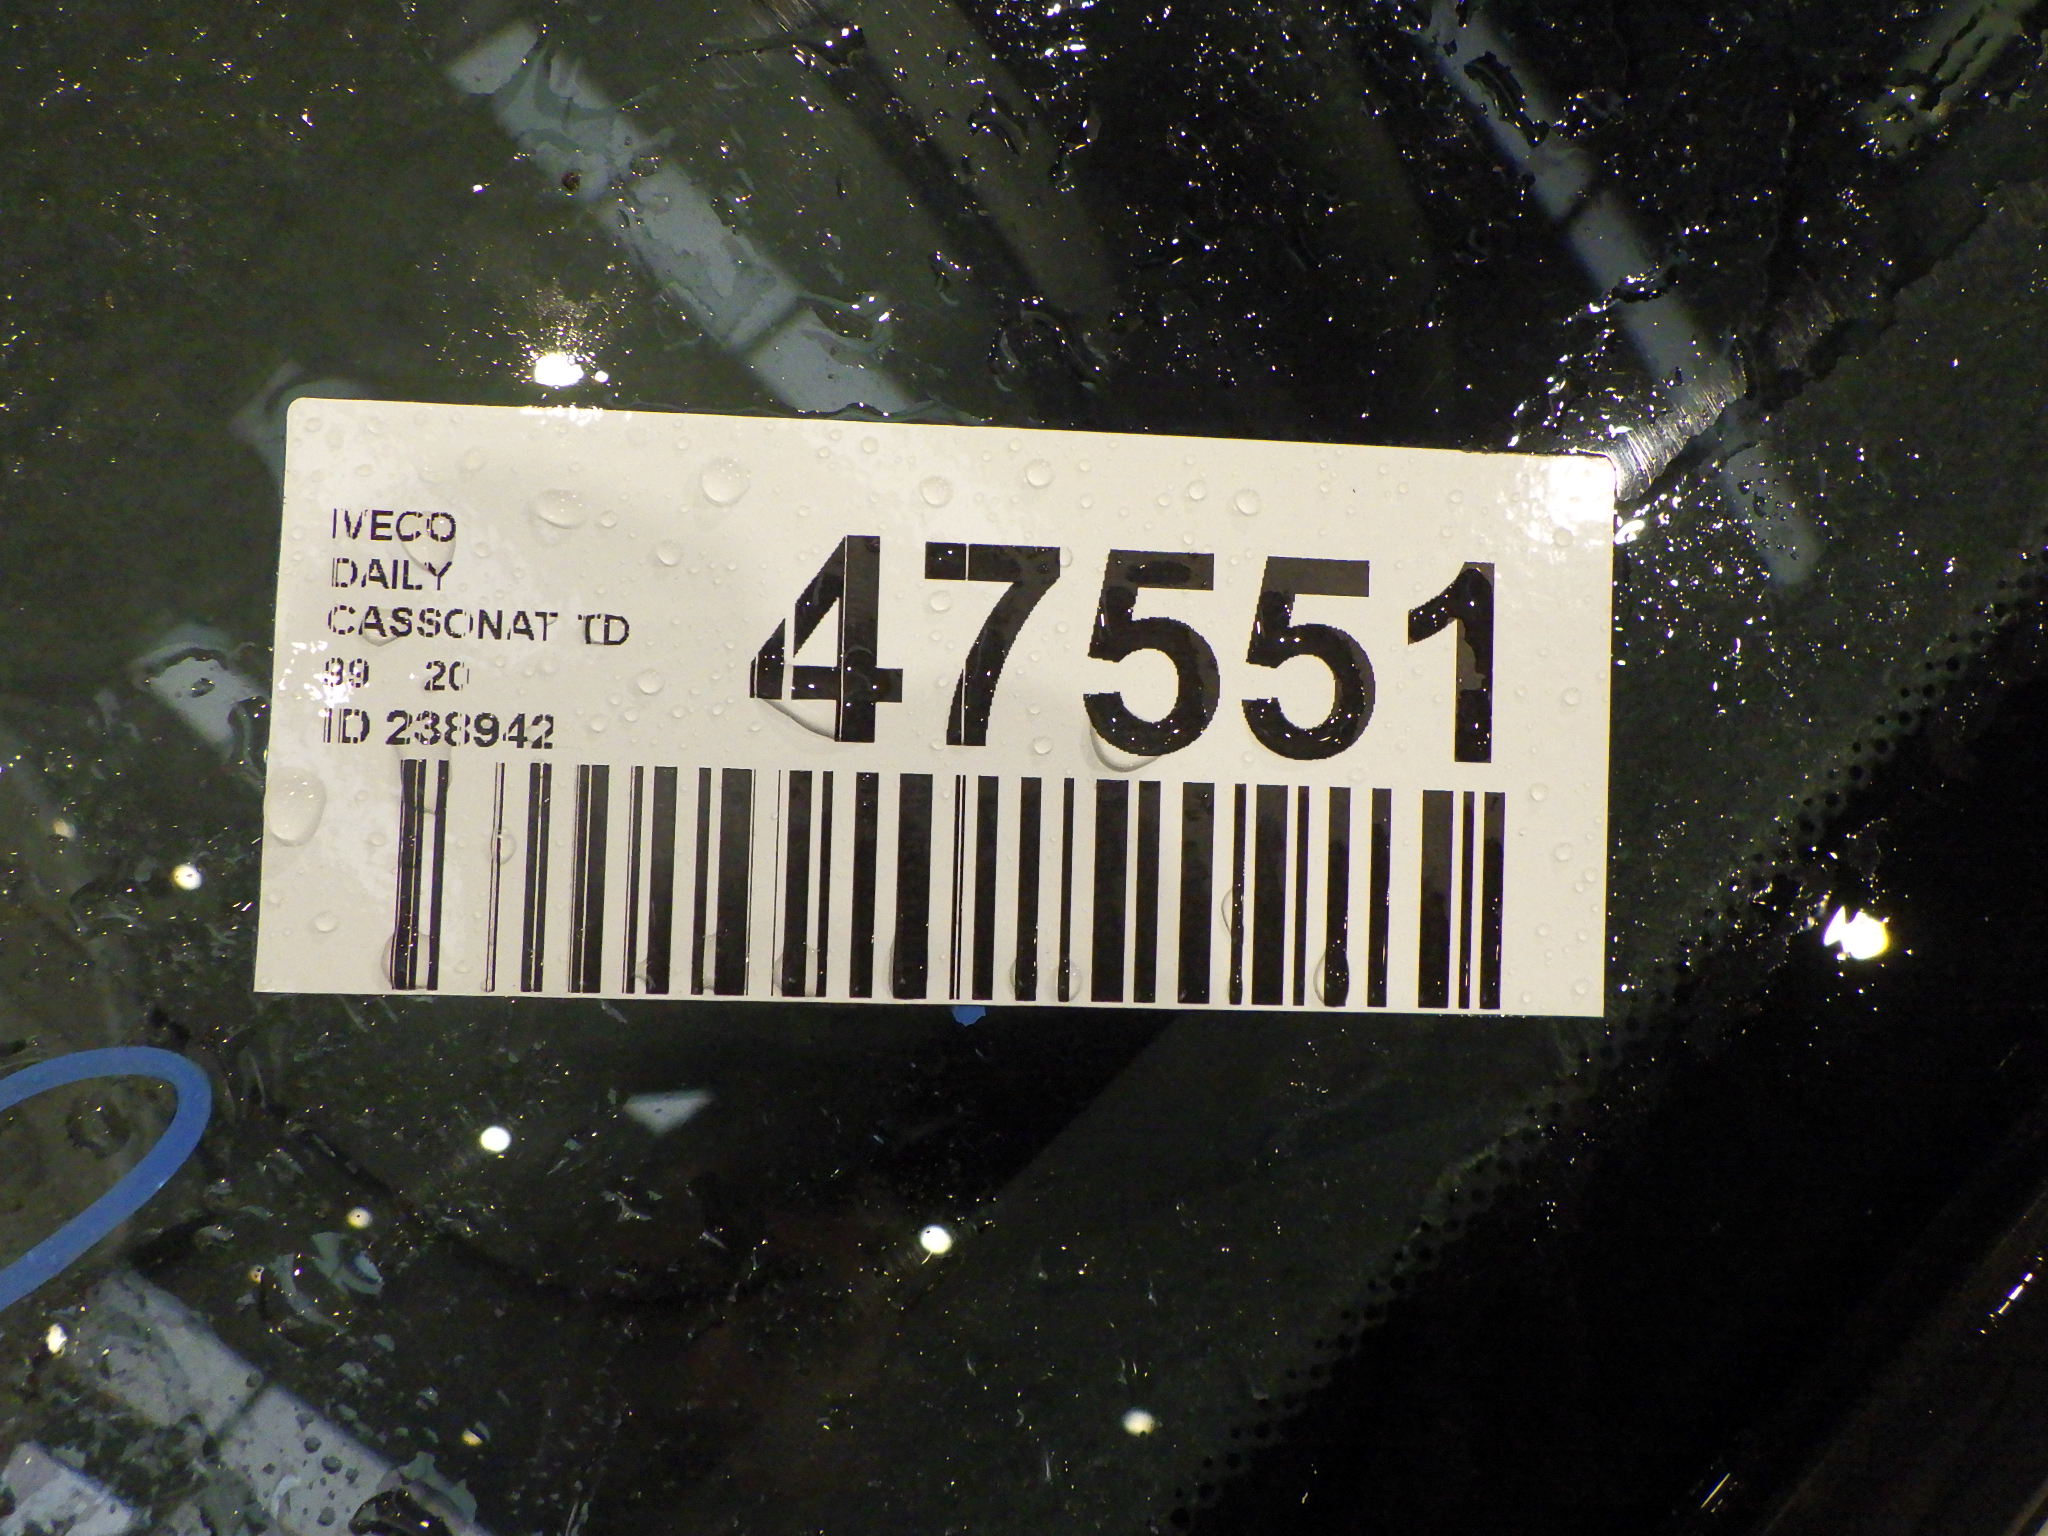 IVECO
DAILY
CASSONAT TD
99 20
ID 238942
47551